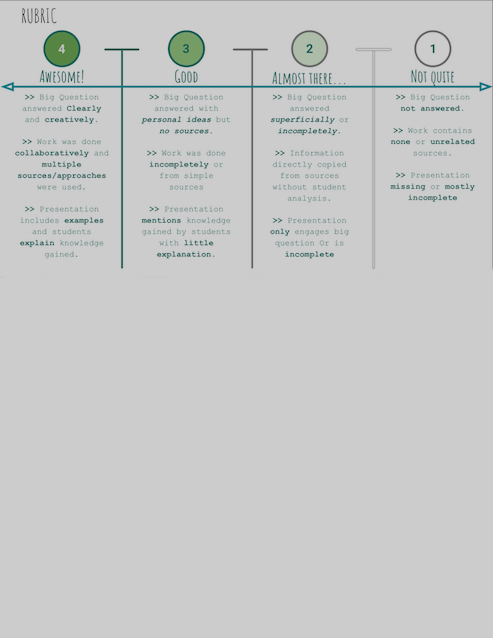 RUBRIC
4
AWESOME!
>> Big Question
answered Clearly
and creatively.
>> Work was done
collaboratively and
multiple
sources/approaches
were used.
>> Presentation
includes examples
and students
explain knowledge
gained.
3
GOOD
>> Big Question
answered with
personal ideas but
no sources.
>> Work was done
incompletely or
from simple
sources
>> Presentation
mentions knowledge
gained by students
with little
explanation.
2
ALMOST THERE...
>> Big Question
answered
superficially or
incompletely.
>> Information
directly copied
from sources
without student
analysis.
>> Presentation
only engages big
question Or is
incomplete
1
NOT QUITE
>> Big Question
not answered.
>> Work contains
none or unrelated
sources.
>> Presentation
missing or mostly
incomplete